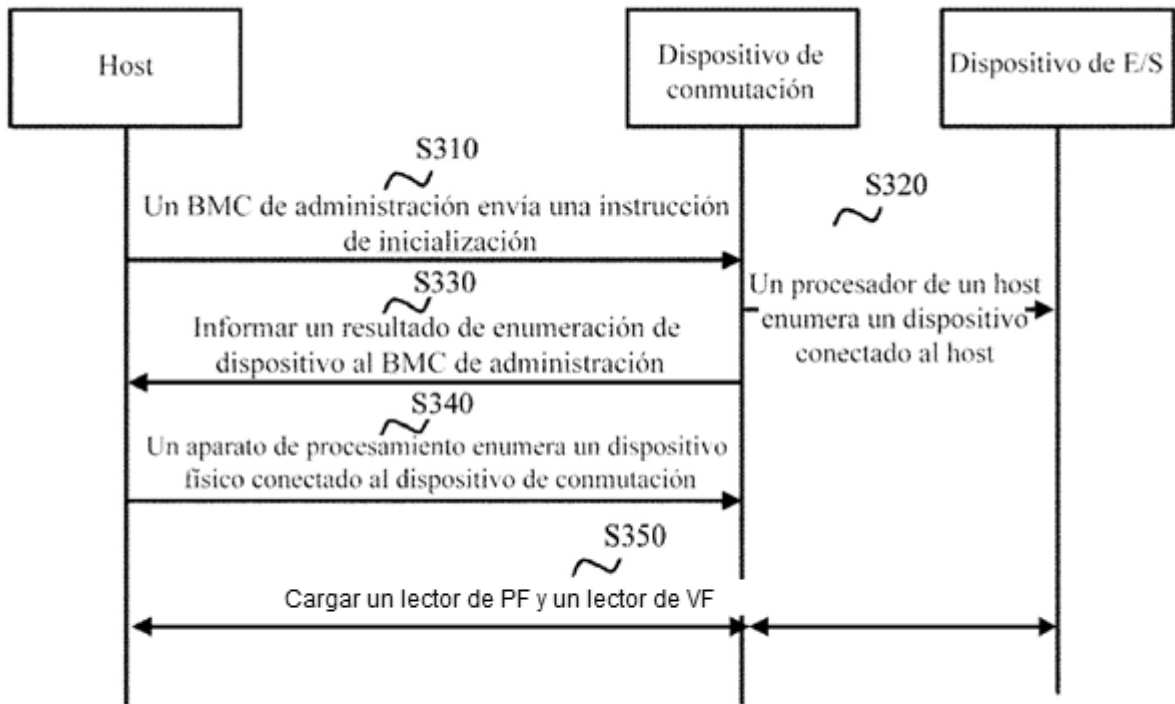 Host
Dispositivo de
conmutación
Dispositivo de E/S
S310
Un BMC de administración envía una instrucción
de inicialización
S320
Un procesador de un host
enumera un dispositivo
conectado al host
S330
Informar un resultado de enumeración de
dispositivo al BMC de administración
S340
Un aparato de procesamiento enumera un dispositivo
físico conectado al dispositivo de conmutación
S350
Cargar un lector de PF y un lector de VF